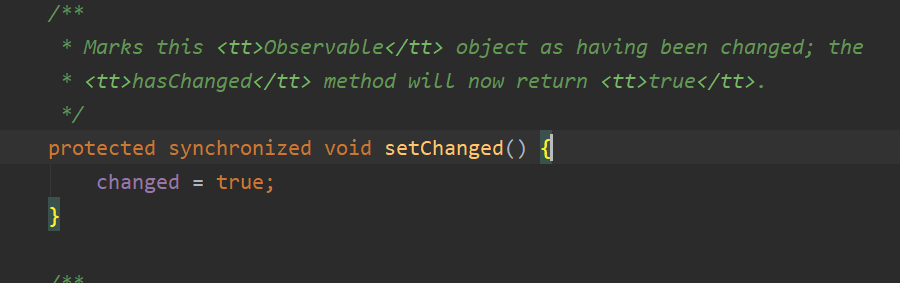 /**
* Marks this <tt>Observable</tt> object as having been changed; the
* <tt>hasChanged</tt> method will now return <tt>true</tt>.
*/
protected synchronized void setChanged() {
changed = true;
}
/**